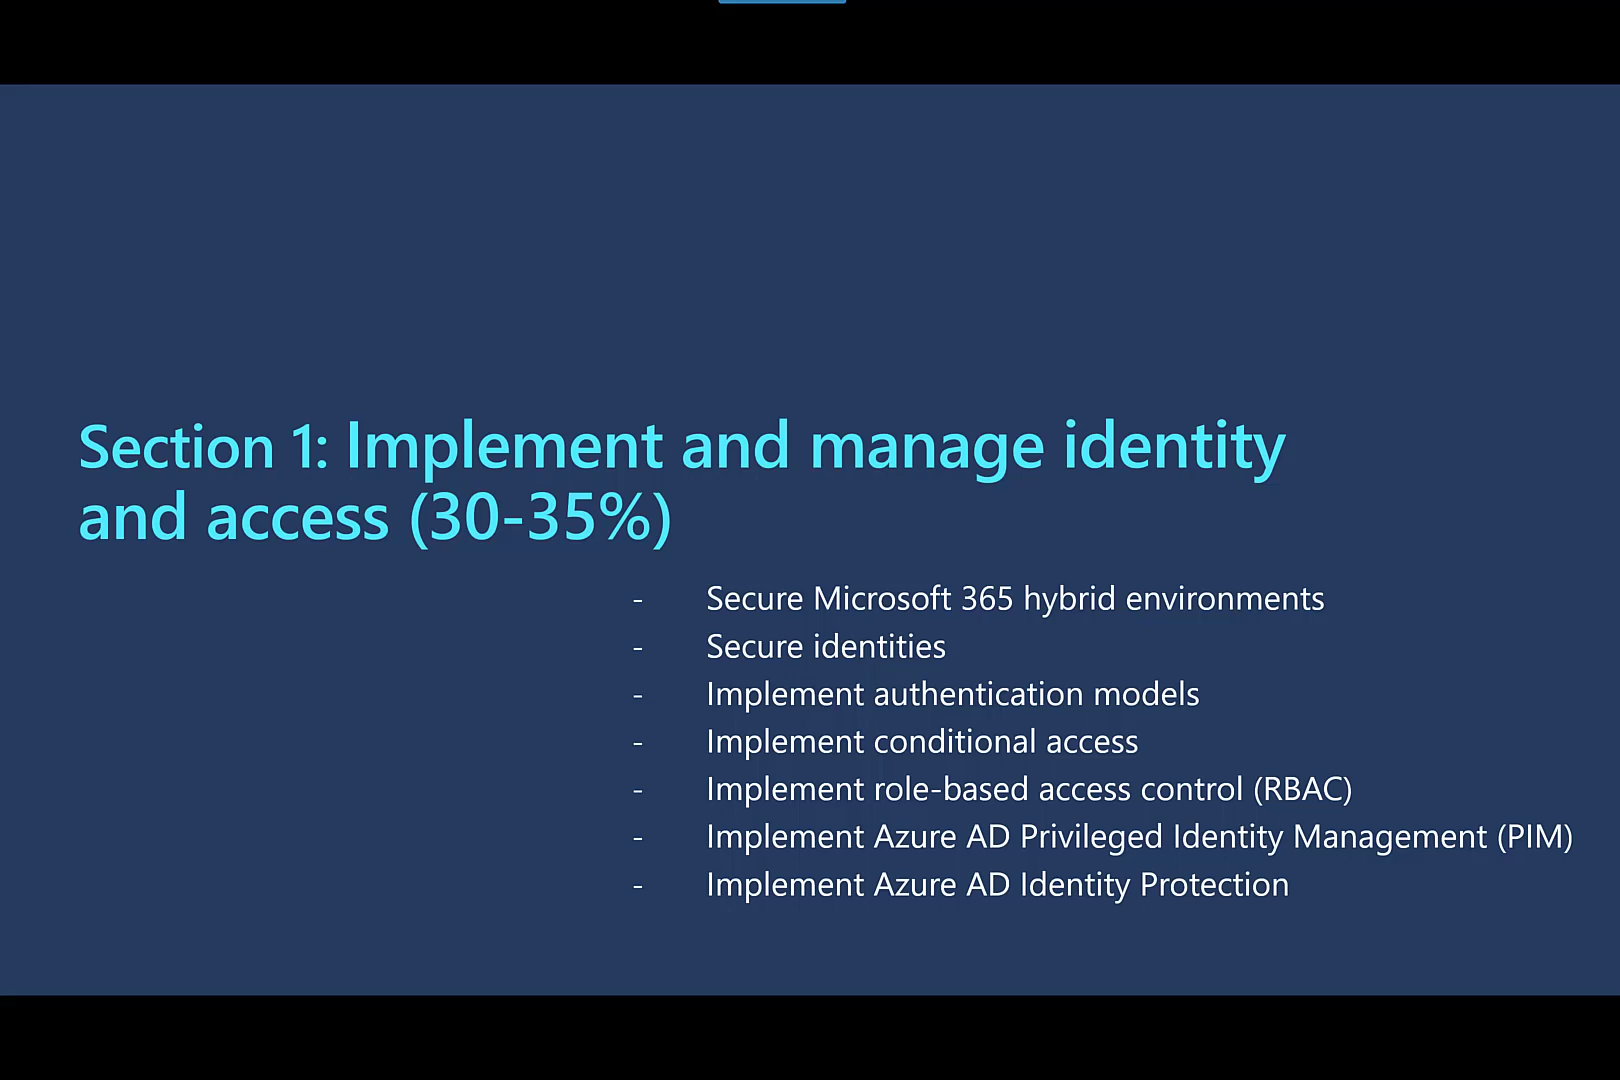 Section 1: Implement and manage identity
and access (30-35%)
- Secure Microsoft 365 hybrid environments
- Secure identities
- Implement authentication models
- Implement conditional access
- Implement role-based access control (RBAC)
- Implement Azure AD Privileged Identity Management (PIM)
- Implement Azure AD Identity Protection